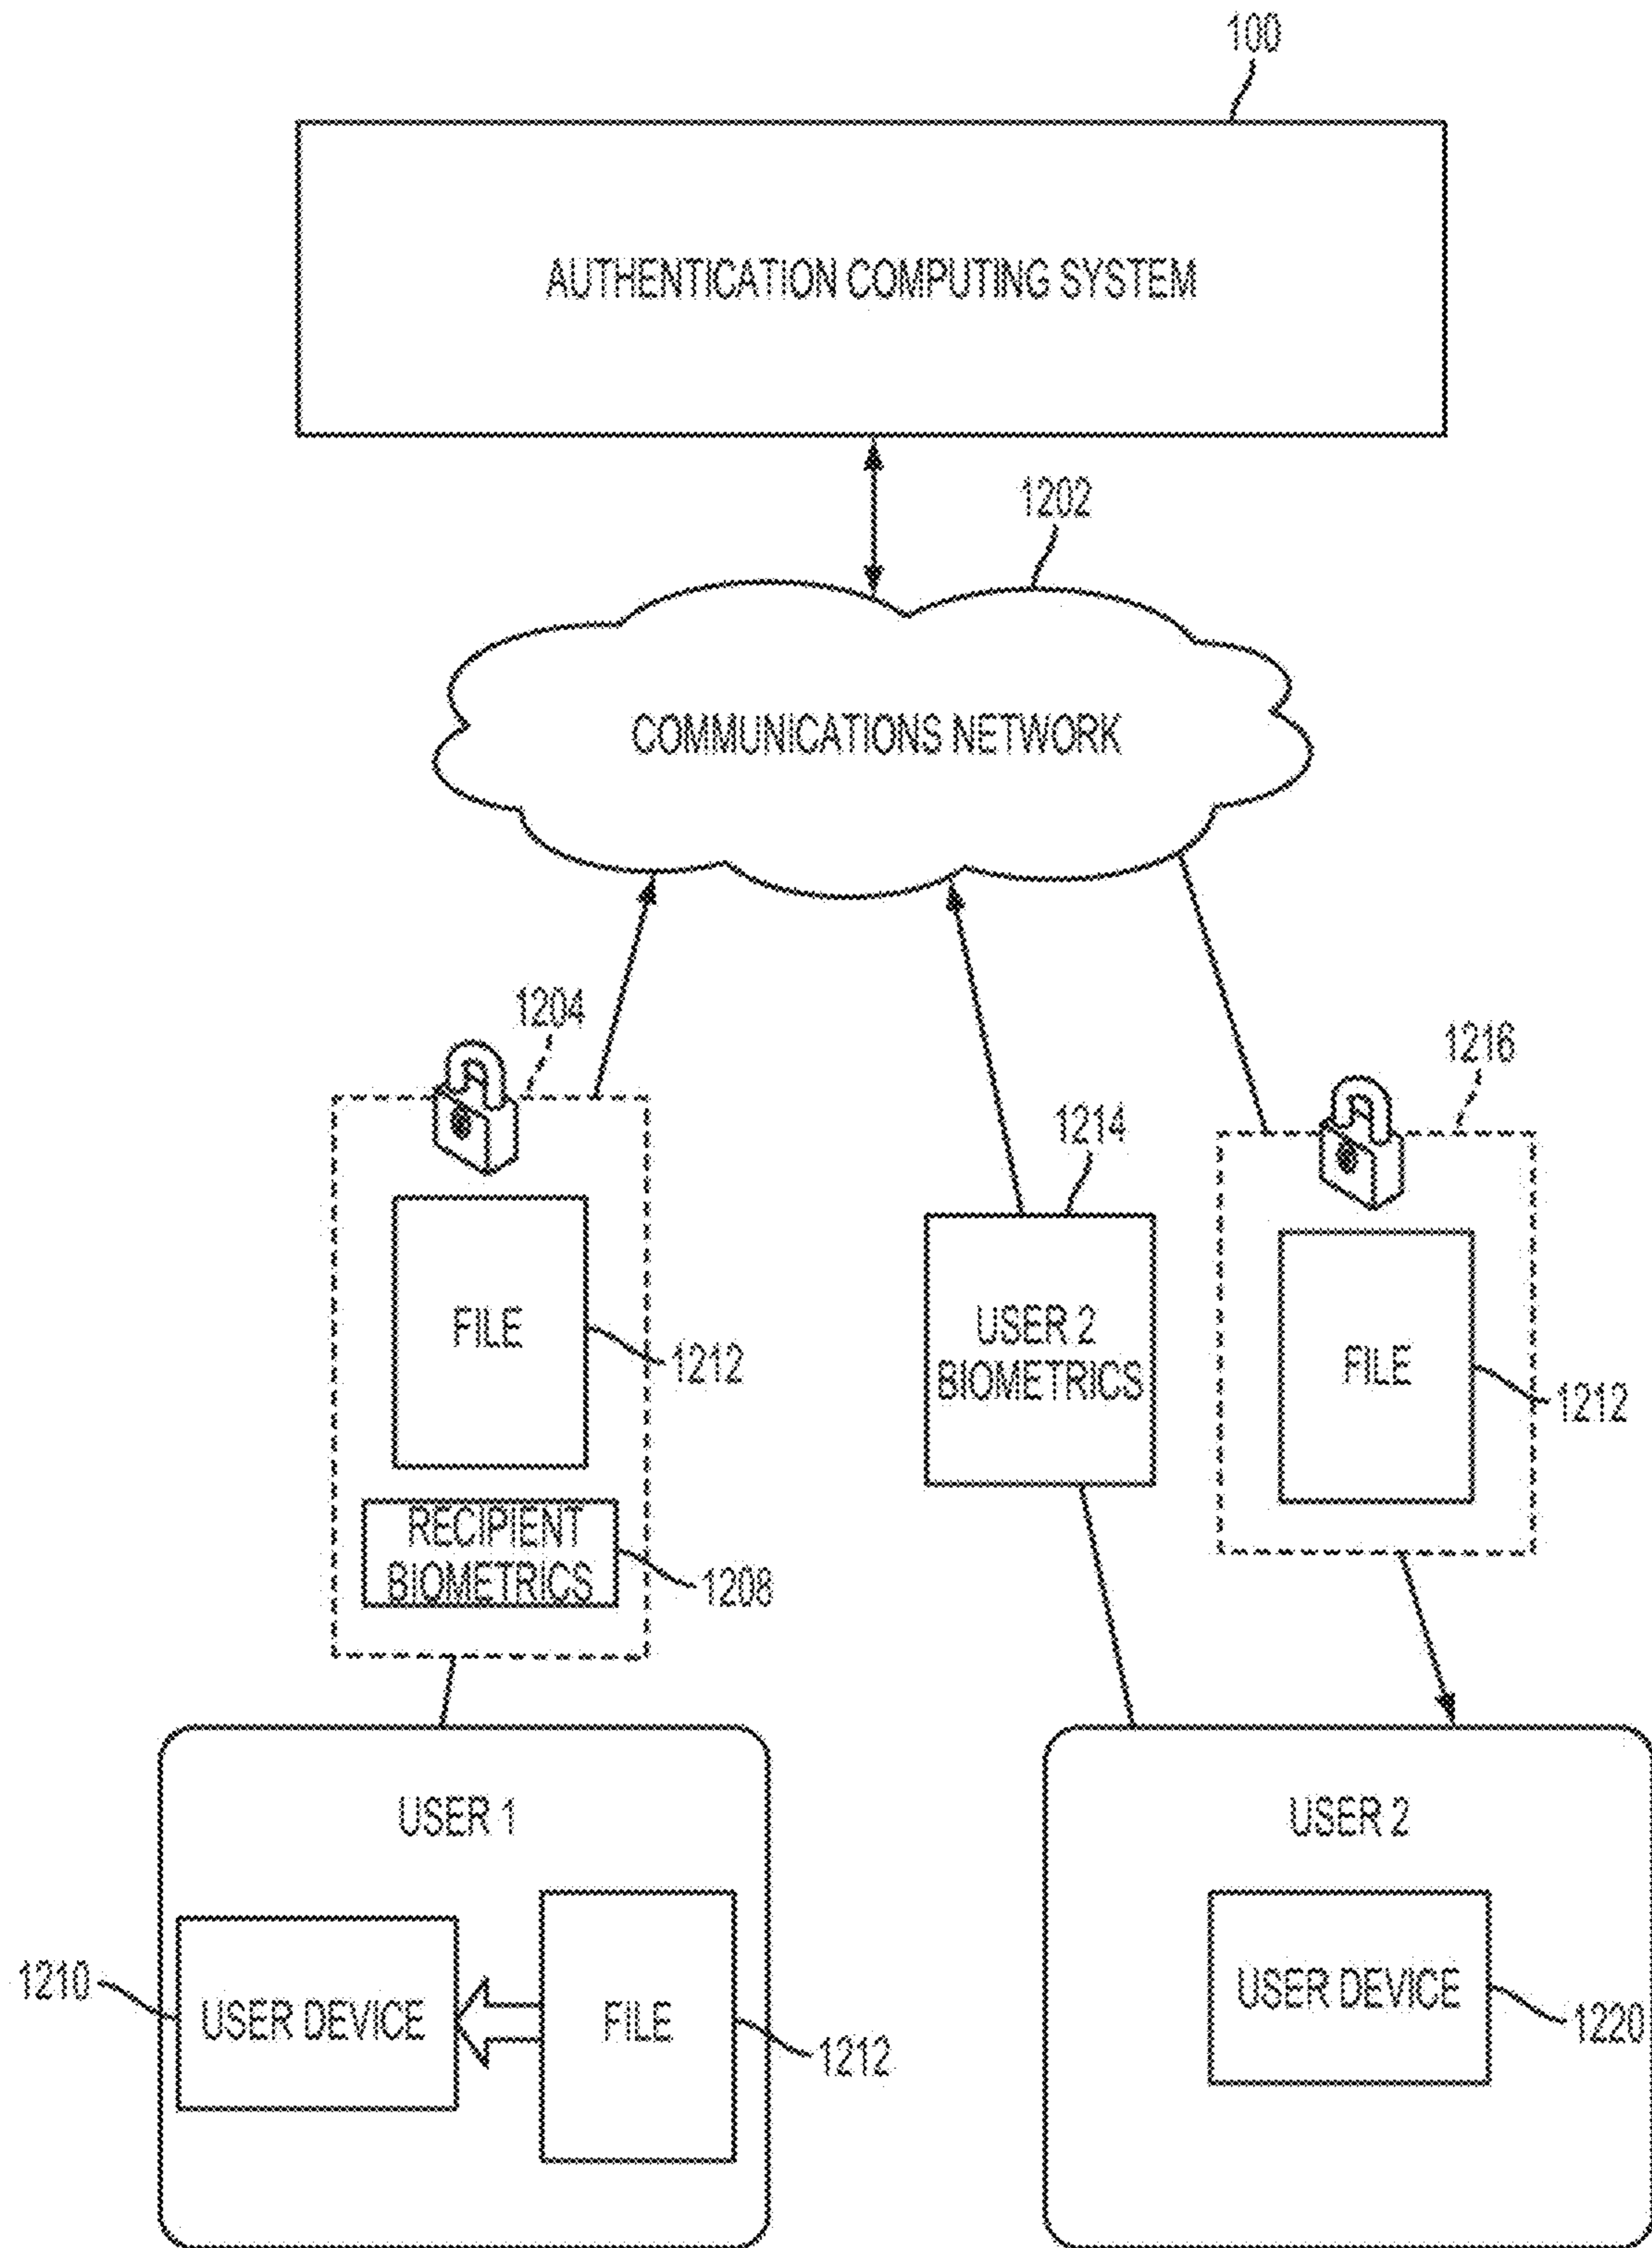 100
AUTHENTICATION COMPUTING SYSTEM
1202
COMMUNICATIONS NETWORK
1204
1216
1214
FILE
1212
USER 2
BIOMETRICS
FILE
1212
RECIPIENT
BIOMETRICS
1208
USER 1
USER 2
1210
USER DEVICE
FILE
1212
USER DEVICE
1220